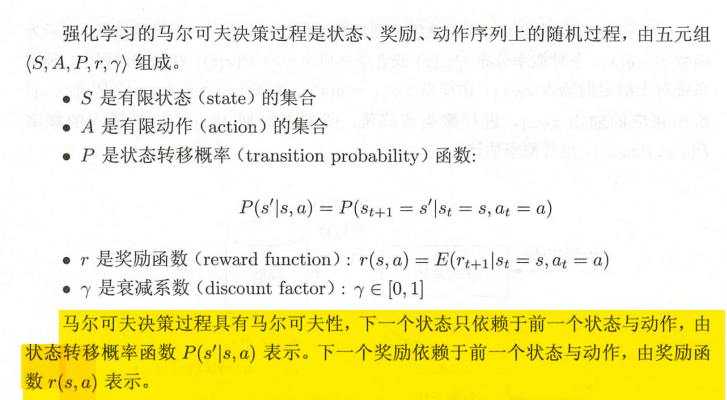 强化学习的马尔可夫决策过程是状态、奖励、动作序列上的随机过程，由五元组
⟨S, A, P, r, γ⟩ 组成。
• S 是有限状态（state）的集合
• A 是有限动作（action）的集合
• P 是状态转移概率（transition probability）函数:
P(s′|s, a) = P(s_{t+1} = s′|s_t = s, a_t = a)
• r 是奖励函数（reward function）: r(s, a) = E(r_{t+1}|s_t = s, a_t = a)
• γ 是衰减系数（discount factor）: γ ∈ [0, 1]
马尔可夫决策过程具有马尔可夫性，下一个状态只依赖于前一个状态与动作，由
状态转移概率函数 P(s′|s, a) 表示。下一个奖励依赖于前一个状态与动作，由奖励函
数 r(s, a) 表示。